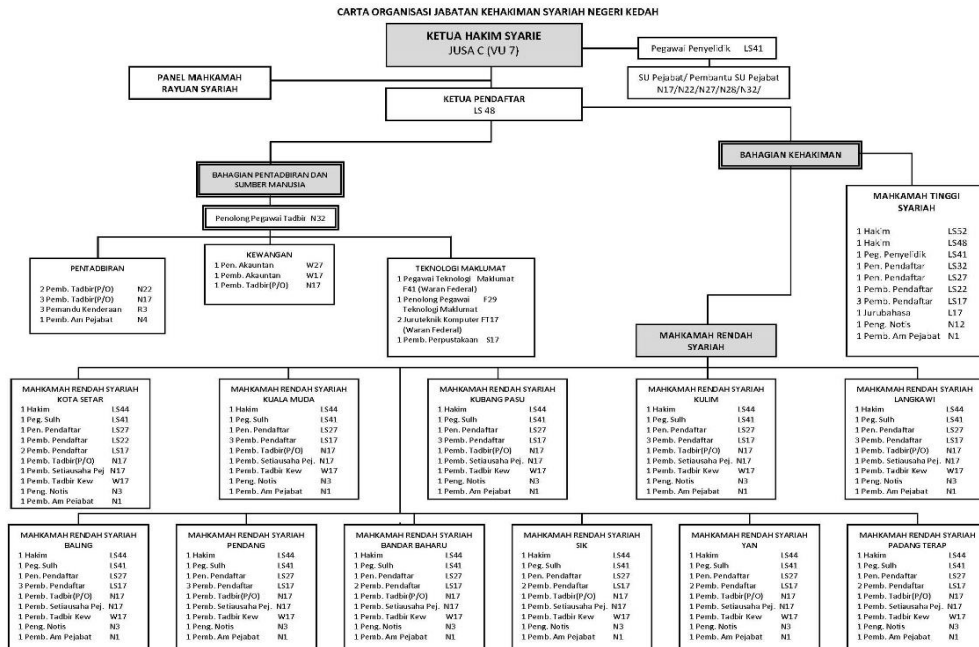 CARTA ORGANISASI JABATAN KEHAKIMAN SYARIAH NEGERI KEDAH
KETUA HAKIM SYARIE
JUSA C (VU 7)
Pegawai Penyelidik LS41
SU Pejabat/ Pembantu SU Pejabat
N17/N22/N27/N28/N32/
PANEL MAHKAMAH
RAYUAN SYARIAH
KETUA PENDAFTAR
LS 48
BAHAGIAN PENTADBIRAN DAN
SUMBER MANUSIA
BAHAGIAN KEHAKIMAN
Penolong Pegawai Tadbir N32
PENTADBIRAN
2 Pemb. Tadbir(P/O) N22
3 Pemb. Tadbir(P/O) N17
3 Pemandu Kenderaan R3
1 Pemb. Am Pejabat N4
KEWANGAN
1 Pen. Akauntan W27
1 Pemb. Akauntan W17
1 Pemb. Tadbir(P/O) N17
TEKNOLOGI MAKLUMAT
1 Pegawai Teknologi Maklumat
F41 (Waran Federal)
1 Penolong Pegawai F29
Teknologi Maklumat
2 Juruteknik Komputer FT17
(Waran Federal)
1 Pemb. Perpustakaan S17
MAHKAMAH TINGGI
SYARIAH
1 Hakim LS52
1 Hakim LS48
1 Peg. Penyelidik LS41
1 Pen. Pendaftar LS32
1 Pen. Pendaftar LS27
1 Pemb. Pendaftar LS22
3 Pemb. Pendaftar LS17
1 Jurubahasa L17
1 Peng. Notis N12
1 Pemb. Am Pejabat N1
MAHKAMAH RENDAH
SYARIAH
MAHKAMAH RENDAH SYARIAH
KOTA SETAR
1 Hakim LS44
1 Peg. Sulh LS41
1 Pen. Pendaftar LS27
1 Pemb. Pendaftar LS22
2 Pemb. Pendaftar LS17
1 Pemb. Tadbir(P/O) N17
1 Pemb. Setiausaha Pej N17
1 Pemb. Tadbir Kew W17
1 Peng. Notis N3
1 Pemb. Am Pejabat N1
MAHKAMAH RENDAH SYARIAH
KUALA MUDA
1 Hakim LS44
1 Peg. Sulh LS41
1 Pen. Pendaftar LS27
3 Pemb. Pendaftar LS17
1 Pemb. Tadbir(P/O) N17
1 Pemb. Setiausaha Pej. N17
1 Pemb. Tadbir Kew W17
1 Peng. Notis N3
1 Pemb. Am Pejabat N1
MAHKAMAH RENDAH SYARIAH
KUBANG PASU
1 Hakim LS44
1 Peg. Sulh LS41
1 Pen. Pendaftar LS27
3 Pemb. Pendaftar LS17
1 Pemb. Tadbir(P/O) N17
1 Pemb. Setiausaha Pej. N17
1 Pemb. Tadbir Kew W17
1 Peng. Notis N3
1 Pemb. Am Pejabat N1
MAHKAMAH RENDAH SYARIAH
KULIM
1 Hakim LS44
1 Peg. Sulh LS41
1 Pen. Pendaftar LS27
3 Pemb. Pendaftar LS17
1 Pemb. Tadbir(P/O) N17
1 Pemb. Setiausaha Pej. N17
1 Pemb. Tadbir Kew W17
1 Peng. Notis N3
1 Pemb. Am Pejabat N1
MAHKAMAH RENDAH SYARIAH
LANGKAWI
1 Hakim LS44
1 Peg. Sulh LS41
1 Pen. Pendaftar LS27
3 Pemb. Pendaftar LS17
1 Pemb. Tadbir(P/O) N17
1 Pemb. Setiausaha Pej. N17
1 Pemb. Tadbir Kew W17
1 Peng. Notis N3
1 Pemb. Am Pejabat N1
MAHKAMAH RENDAH SYARIAH
BALING
1 Hakim LS44
1 Peg. Sulh LS41
1 Pen. Pendaftar LS27
3 Pemb. Pendaftar LS17
1 Pemb. Tadbir(P/O) N17
1 Pemb. Setiausaha Pej. N17
1 Pemb. Tadbir Kew W17
1 Peng. Notis N3
1 Pemb. Am Pejabat N1
MAHKAMAH RENDAH SYARIAH
PENDANG
1 Hakim LS44
1 Peg. Sulh LS41
1 Pen. Pendaftar LS27
3 Pemb. Pendaftar LS17
1 Pemb. Tadbir(P/O) N17
1 Pemb. Setiausaha Pej. N17
1 Pemb. Tadbir Kew W17
1 Peng. Notis N3
1 Pemb. Am Pejabat N1
MAHKAMAH RENDAH SYARIAH
BANDAR BAHARU
1 Hakim LS44
1 Peg. Sulh LS41
1 Pen. Pendaftar LS27
2 Pemb. Pendaftar LS17
1 Pemb. Tadbir(P/O) N17
1 Pemb. Setiausaha Pej. N17
1 Pemb. Tadbir Kew W17
1 Peng. Notis N3
1 Pemb. Am Pejabat N1
MAHKAMAH RENDAH SYARIAH
SIK
1 Hakim LS44
1 Peg. Sulh LS41
1 Pen. Pendaftar LS27
2 Pemb. Pendaftar LS17
1 Pemb. Tadbir(P/O) N17
1 Pemb. Setiausaha Pej. N17
1 Pemb. Tadbir Kew W17
1 Peng. Notis N3
1 Pemb. Am Pejabat N1
MAHKAMAH RENDAH SYARIAH
YAN
1 Hakim LS44
1 Peg. Sulh LS41
1 Pen. Pendaftar LS27
2 Pemb. Pendaftar LS17
1 Pemb. Tadbir(P/O) N17
1 Pemb. Setiausaha Pej. N17
1 Pemb. Tadbir Kew W17
1 Peng. Notis N3
1 Pemb. Am Pejabat N1
MAHKAMAH RENDAH SYARIAH
PADANG TERAP
1 Hakim LS44
1 Peg. Sulh LS41
1 Pen. Pendaftar LS27
2 Pemb. Pendaftar LS17
1 Pemb. Tadbir(P/O) N17
1 Pemb. Setiausaha Pej. N17
1 Pemb. Tadbir Kew W17
1 Peng. Notis N3
1 Pemb. Am Pejabat N1